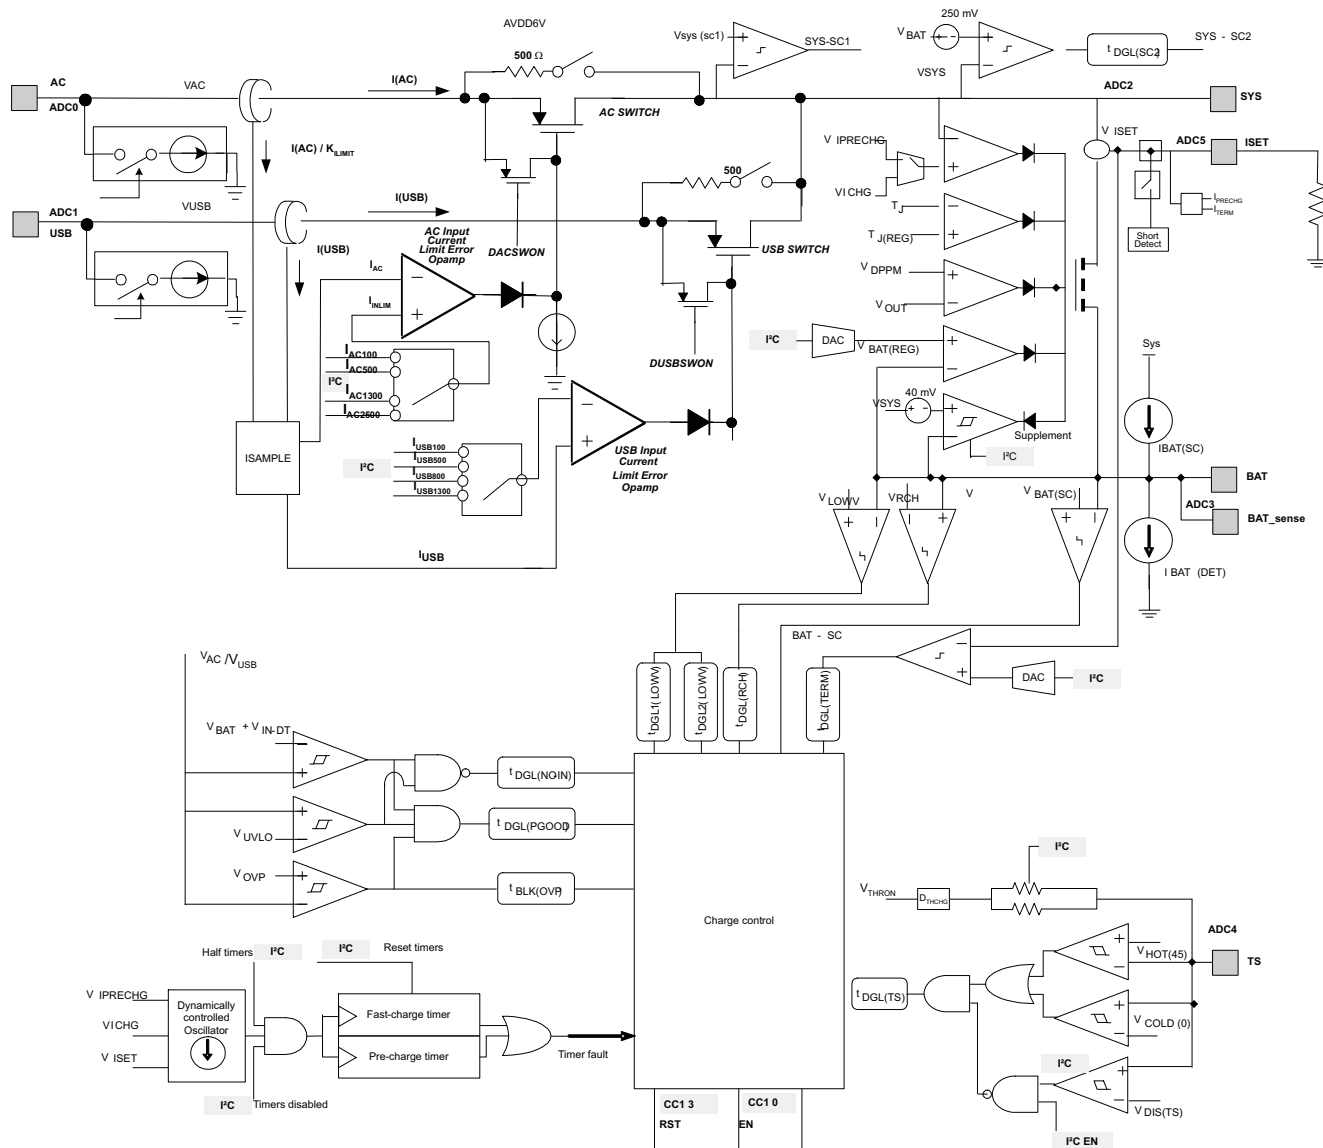 AVDD6V
250 mV
V BAT
Vsys (sc1)
SYS-SC1
t DGL(SC2)
SYS - SC2
VSYS
500 Ω
AC
ADC0
VAC
I(AC)
AC SWITCH
ADC2
SYS
I(AC) / K ILIMIT
V IPRECHG
VICHG
V ISET
ADC5
ISET
I PRECHG
I TERM
Short
Detect
ADC1
USB
VUSB
I(USB)
500
USB SWITCH
T J
T J(REG)
I(USB)
AC Input
Current
Limit Error
Opamp
DACSWON
I AC
I INLIM
V DPPM
V OUT
I²C
DAC
V BAT(REG)
DUSBSWON
I AC100
I AC500
I²C
I AC1300
I AC2500
VSYS
40 mV
Supplement
I²C
Sys
IBAT(SC)
ISAMPLE
I USB100
I USB500
I²C
I USB800
I USB1300
USB Input
Current
Limit Error
Opamp
V LOWV
V RCH
V
V BAT(SC)
BAT
ADC3
BAT_sense
I USB
I BAT (DET)
BAT - SC
DAC
I²C
V AC /V USB
t DGL1(LOWV)
t DGL2(LOWV)
t DGL(RCH)
t DGL(TERM)
V BAT + V IN-DT
t DGL(NO-IN)
V UVLO
t DGL(PGOOD)
V OVP
t BLK(OVP)
Charge control
I²C
V THRON
D THCHG
ADC4
TS
V HOT(45)
t DGL(TS)
V COLD (0)
I²C
V DIS(TS)
I²C EN
Half timers
I²C
I²C
Reset timers
V IPRECHG
VICHG
V ISET
Dynamically
controlled
Oscillator
Fast-charge timer
Pre-charge timer
Timer fault
I²C
Timers disabled
CC1 3
RST
CC1 0
EN